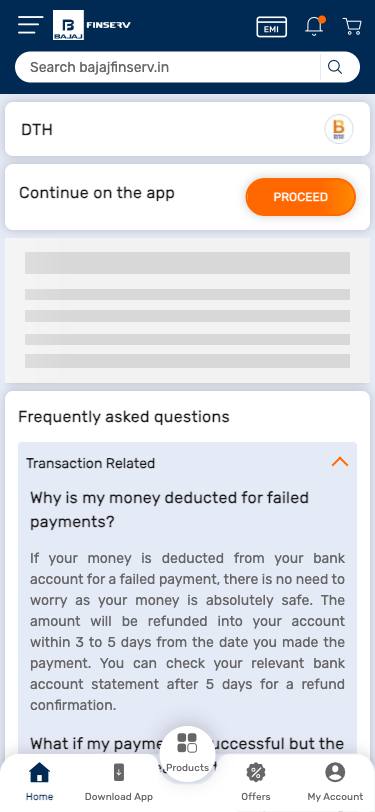 BAJAJ FINSERV
EMI
Search bajajfinserv.in
DTH
Continue on the app
PROCEED
Frequently asked questions
Transaction Related
Why is my money deducted for failed
payments?
If your money is deducted from your bank
account for a failed payment, there is no need to
worry as your money is absolutely safe. The
amount will be refunded into your account
within 3 to 5 days from the date you made the
payment. You can check your relevant bank
account statement after 5 days for a refund
confirmation.
What if my payme uccessful but the
Products
Home
Download App
Offers
My Account